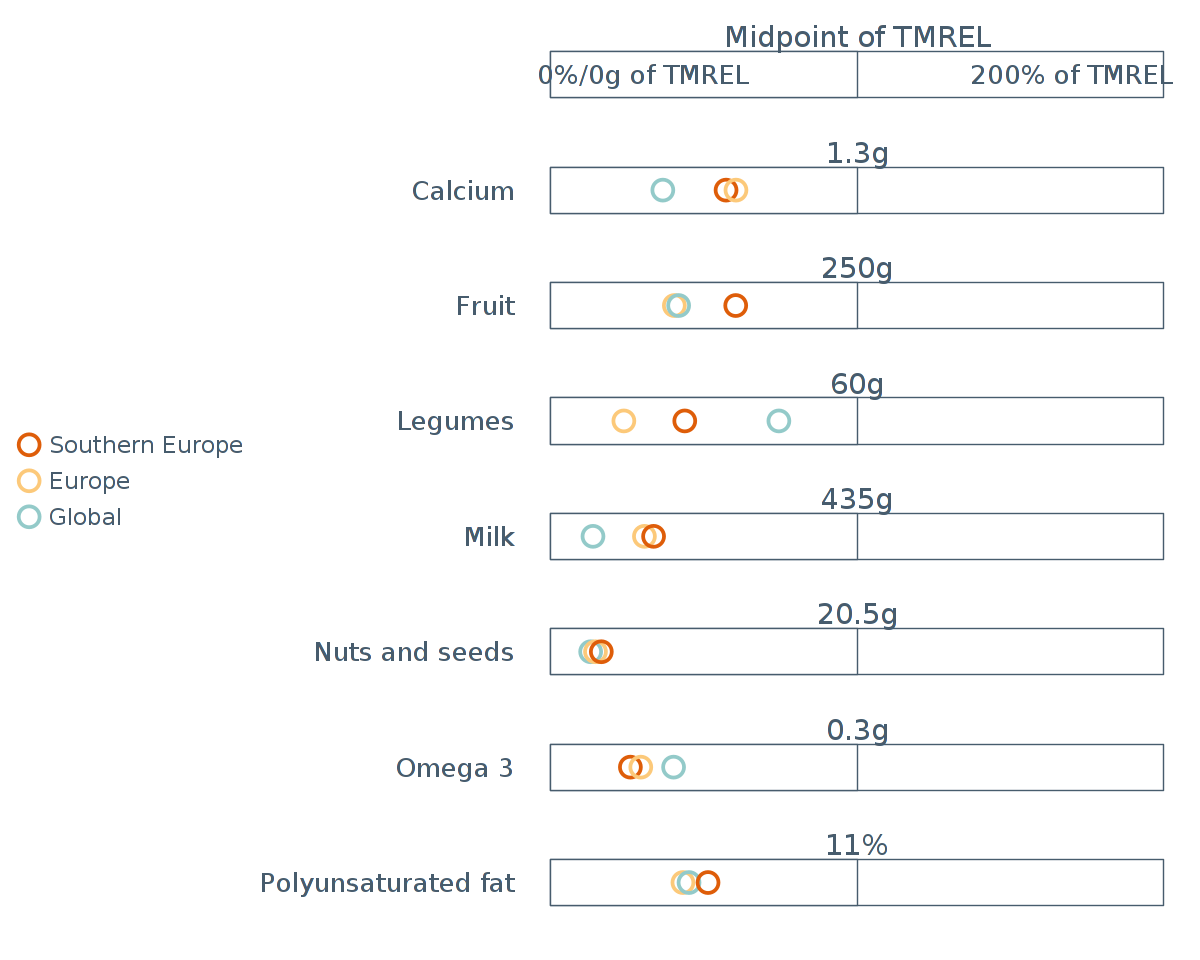 Midpoint of TMREL
0%/0g of TMREL
200% of TMREL
1.3g
Calcium
250g
Fruit
60g
Legumes
Southern Europe
Europe
Global
435g
Milk
20.5g
Nuts and seeds
0.3g
Omega 3
11%
Polyunsaturated fat